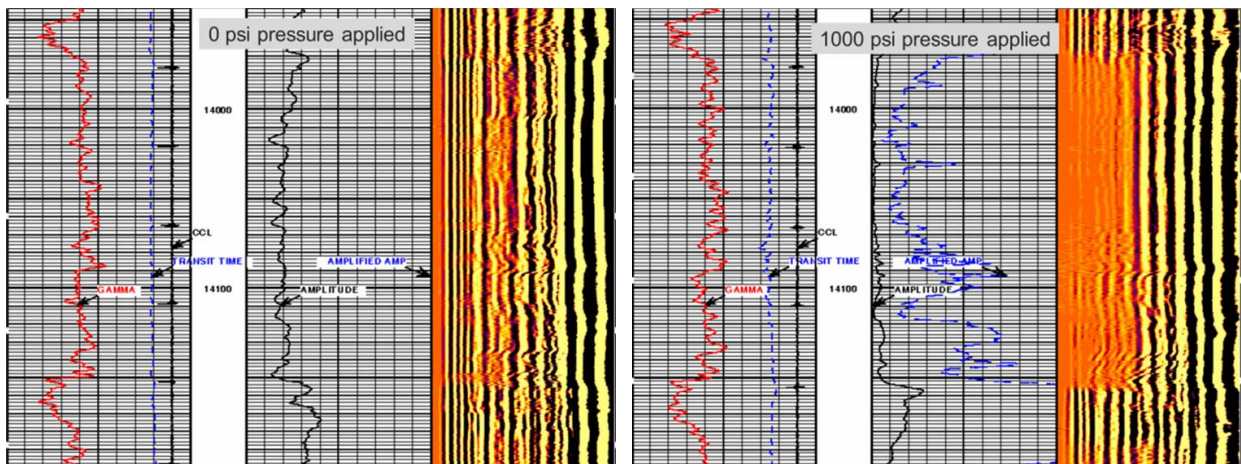 0 psi pressure applied
14000
CCL
TRANSIT TIME
AMPLIFIED AMP
14100
GAMMA
AMPLITUDE
1000 psi pressure applied
14000
CCL
TRANSIT TIME
AMPLIFIED AMP
14100
GAMMA
AMPLITUDE